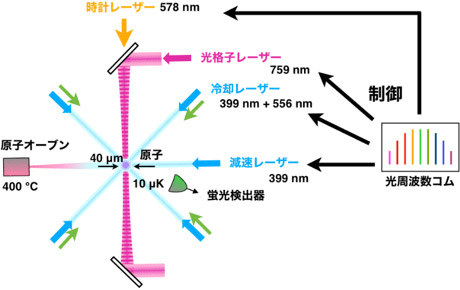 時計レーザー 578 nm
光格子レーザー
759 nm
冷却レーザー
399 nm + 556 nm
制御
原子オーブン
40 μm
原子
減速レーザー
399 nm
400 °C
10 μK
蛍光検出器
光周波数コム